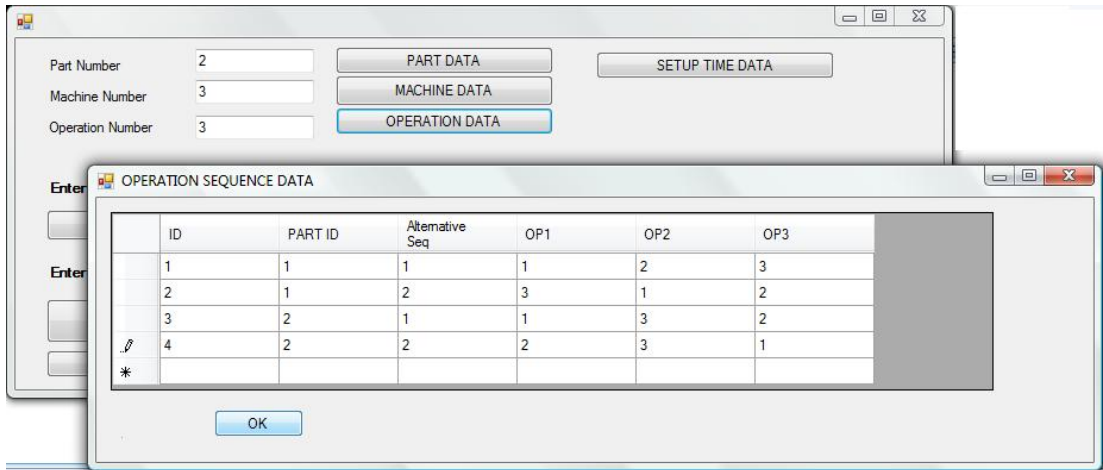 Part Number 2 PART DATA SETUP TIME DATA
Machine Number 3 MACHINE DATA
Operation Number 3 OPERATION DATA
Enter
Enter
OPERATION SEQUENCE DATA
ID PART ID Alternative Seq OP1 OP2 OP3
1 1 1 1 2 3
2 1 2 3 1 2
3 2 1 1 3 2
4 2 2 2 3 1
OK